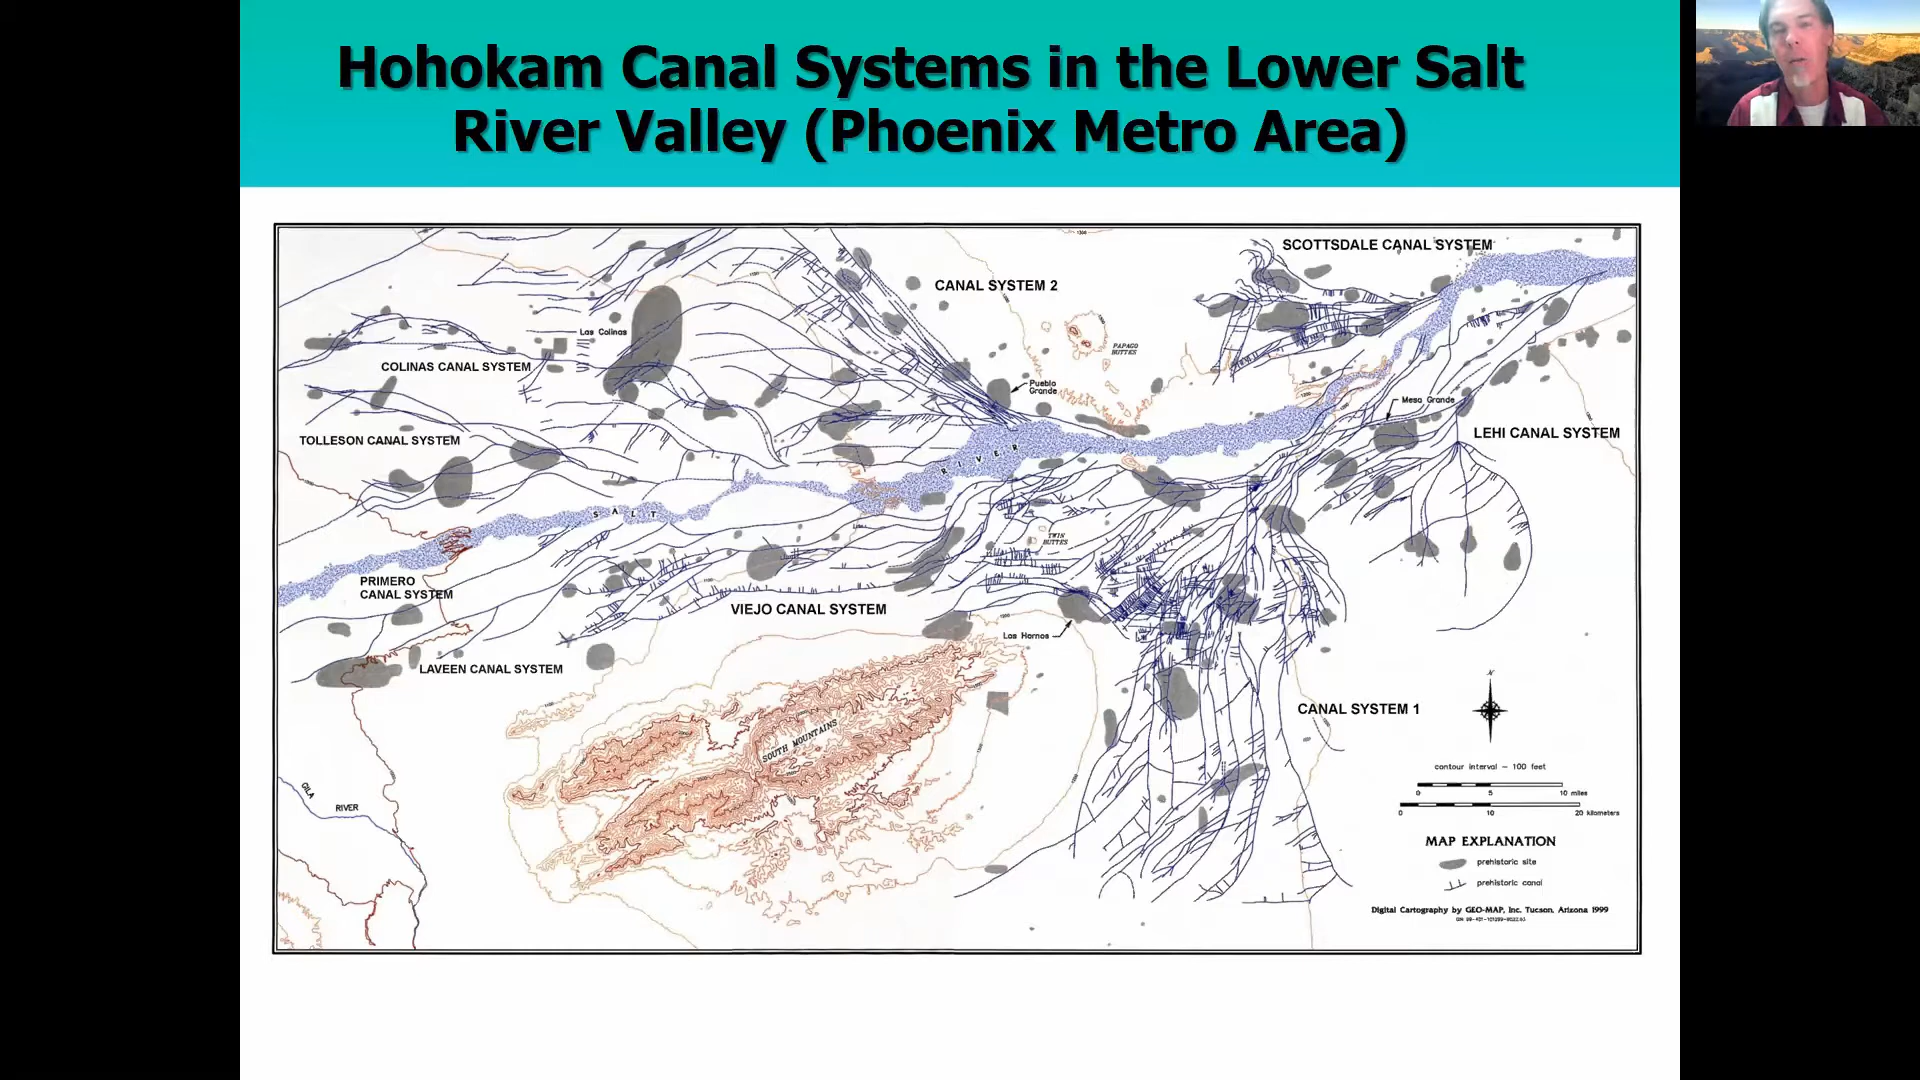 Hohokam Canal Systems in the Lower Salt
River Valley (Phoenix Metro Area)
SCOTTSDALE CANAL SYSTEM
CANAL SYSTEM 2
Las Colinas
PAPAGO
BUTTES
COLINAS CANAL SYSTEM
Pueblo
Grande
Mesa Grande
TOLLESON CANAL SYSTEM
LEHI CANAL SYSTEM
SALT
RIVER
TWIN
BUTTES
PRIMERO
CANAL SYSTEM
VIEJO CANAL SYSTEM
Los Hornos
LAVEEN CANAL SYSTEM
CANAL SYSTEM 1
SOUTH MOUNTAINS
N
GILA
RIVER
contour interval – 100 feet
0 5 10 miles
0 10 20 kilometers
MAP EXPLANATION
prehistoric site
prehistoric canal
Digital Cartography by GEO-MAP, Inc. Tucson, Arizona 1999